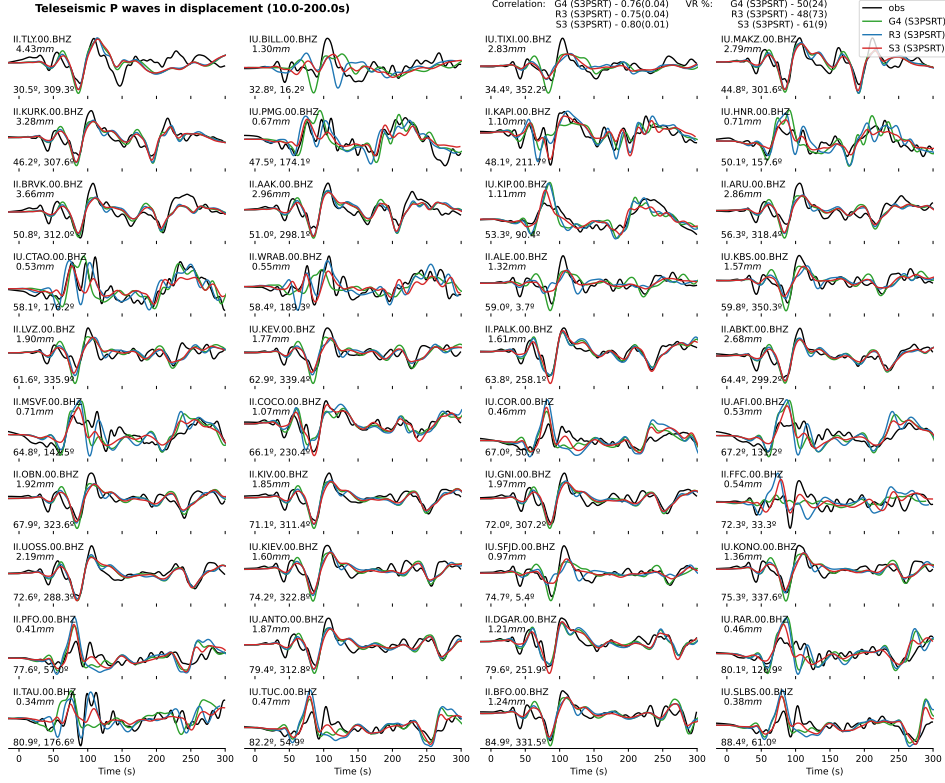 Teleseismic P waves in displacement (10.0-200.0s)
Correlation: G4 (S3PSRT) - 0.76(0.04) VR %: G4 (S3PSRT) - 50(24)
R3 (S3PSRT) - 0.75(0.04) R3 (S3PSRT) - 48(73)
S3 (S3PSRT) - 0.80(0.01) S3 (S3PSRT) - 61(9)
obs
G4 (S3PSRT)
R3 (S3PSRT)
S3 (S3PSRT)
II.TLY.00.BHZ IU.BILL.00.BHZ IU.TIXI.00.BHZ IU.MAKZ.00.BHZ
4.43mm 1.30mm 2.83mm 2.79mm
30.5º, 309.3º 32.8º, 16.2º 34.4º, 352.2º 44.8º, 301.6º
II.KURK.00.BHZ IU.PMG.00.BHZ II.KAPI.00.BHZ IU.HNR.00.BHZ
3.28mm 0.67mm 1.10mm 0.71mm
46.2º, 307.6º 47.5º, 174.1º 48.1º, 211.7º 50.1º, 157.6º
II.BRVK.00.BHZ II.AAK.00.BHZ IU.KIP.00.BHZ II.ARU.00.BHZ
3.66mm 2.96mm 1.11mm 2.86mm
50.8º, 312.0º 51.0º, 298.1º 53.3º, 90.4º 56.3º, 318.4º
IU.CTAO.00.BHZ II.WRAB.00.BHZ II.ALE.00.BHZ IU.KBS.00.BHZ
0.53mm 0.55mm 1.32mm 1.57mm
58.1º, 176.2º 58.4º, 189.3º 59.0º, 3.7º 59.8º, 350.3º
II.LVZ.00.BHZ IU.KEV.00.BHZ II.PALK.00.BHZ II.ABKT.00.BHZ
1.90mm 1.77mm 1.61mm 2.68mm
61.6º, 335.9º 62.9º, 339.4º 63.8º, 258.1º 64.4º, 299.2º
II.MSVF.00.BHZ II.COCO.00.BHZ IU.COR.00.BHZ IU.AFI.00.BHZ
0.71mm 1.07mm 0.46mm 0.53mm
64.8º, 142.5º 66.1º, 230.4º 67.0º, 67.2º, 131.2º
II.OBN.00.BHZ II.KIV.00.BHZ IU.GNI.00.BHZ II.FFC.00.BHZ
1.92mm 1.85mm 1.97mm 0.54mm
67.9º, 323.6º 71.1º, 311.4º 72.0º, 307.2º 72.3º, 33.3º
II.UOSS.00.BHZ IU.KIEV.00.BHZ IU.SFJD.00.BHZ IU.KONO.00.BHZ
2.19mm 1.60mm 0.97mm 1.36mm
72.6º, 288.3º 74.2º, 322.8º 74.7º, 5.4º 75.3º, 337.6º
II.PFO.00.BHZ IU.ANTO.00.BHZ II.DGAR.00.BHZ IU.RAR.00.BHZ
0.41mm 1.87mm 1.21mm 0.46mm
77.6º, 57.0º 79.4º, 312.8º 79.6º, 251.9º 80.1º, 126.9º
II.TAU.00.BHZ IU.TUC.00.BHZ II.BFO.00.BHZ IU.SLBS.00.BHZ
0.34mm 0.47mm 1.24mm 0.38mm
80.9º, 176.6º 82.2º, 54.9º 84.9º, 331.5º 88.4º, 61.0º
0 50 100 150 200 250 300 0 50 100 150 200 250 300 0 50 100 150 200 250 300 0 50 100 150 200 250 300
Time (s) Time (s) Time (s) Time (s)